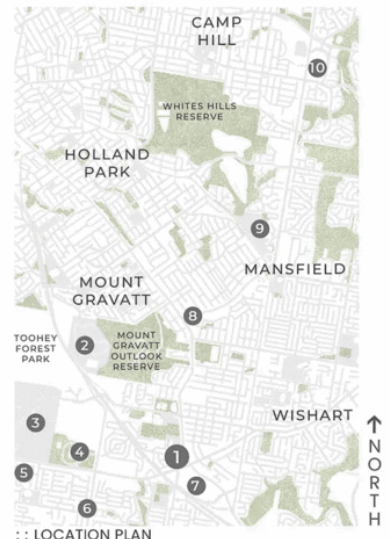 CAMP
HILL
10
WHITES HILLS
RESERVE
HOLLAND
PARK
9
MANSFIELD
MOUNT
GRAVATT
8
TOOHEY
FOREST
PARK
2
MOUNT
GRAVATT
OUTLOOK
RESERVE
WISHART
3
4
1
5
7
6
NORTH
:: LOCATION PLAN